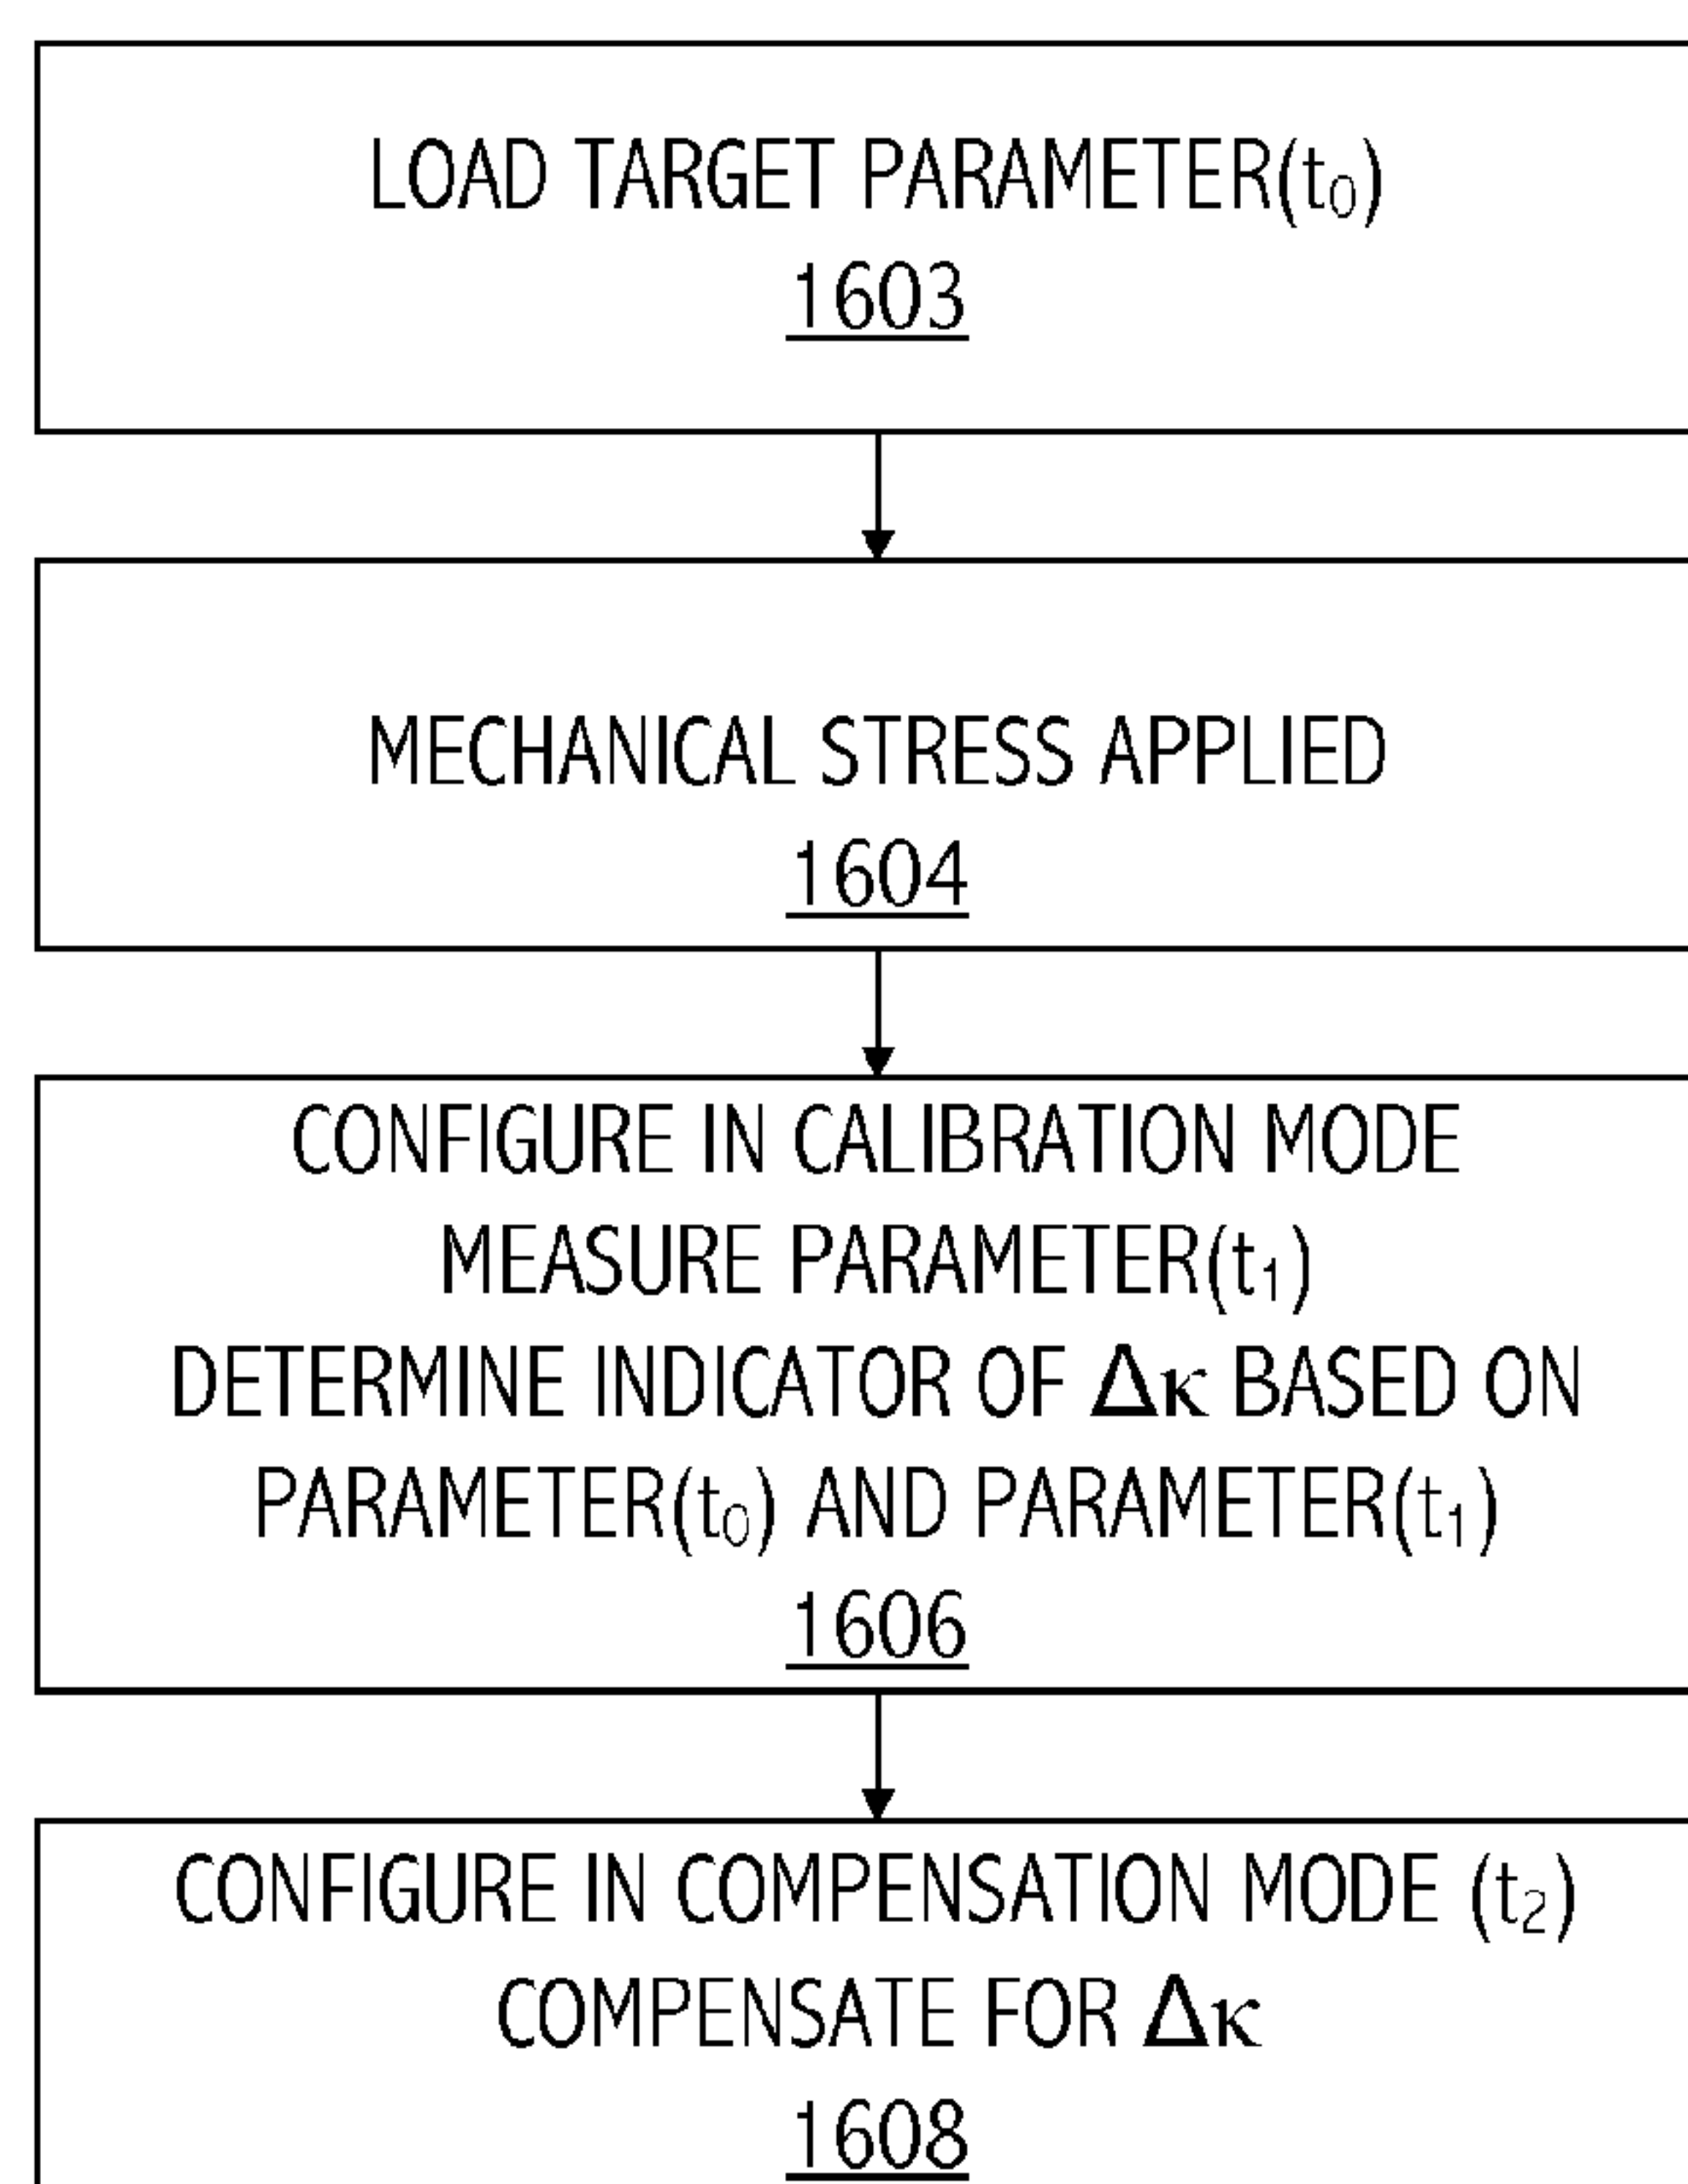 LOAD TARGET PARAMETER(t₀)
1603
MECHANICAL STRESS APPLIED
1604
CONFIGURE IN CALIBRATION MODE
MEASURE PARAMETER(t₁)
DETERMINE INDICATOR OF Δκ BASED ON
PARAMETER(t₀) AND PARAMETER(t₁)
1606
CONFIGURE IN COMPENSATION MODE (t₂)
COMPENSATE FOR Δκ
1608